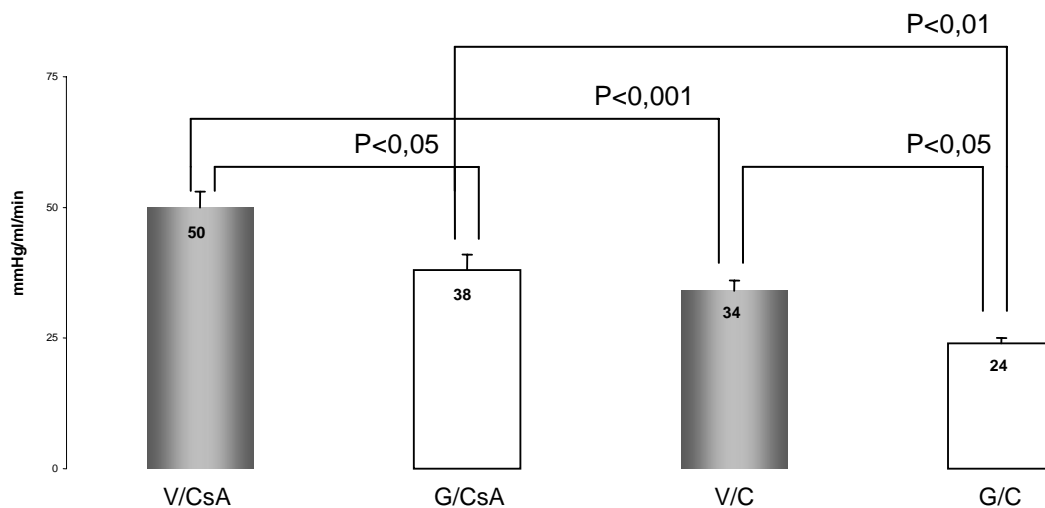 P<0,01
75
P<0,001
P<0,05
P<0,05
50
50
mmHg/ml/min
38
34
25
24
0
V/CsA
G/CsA
V/C
G/C